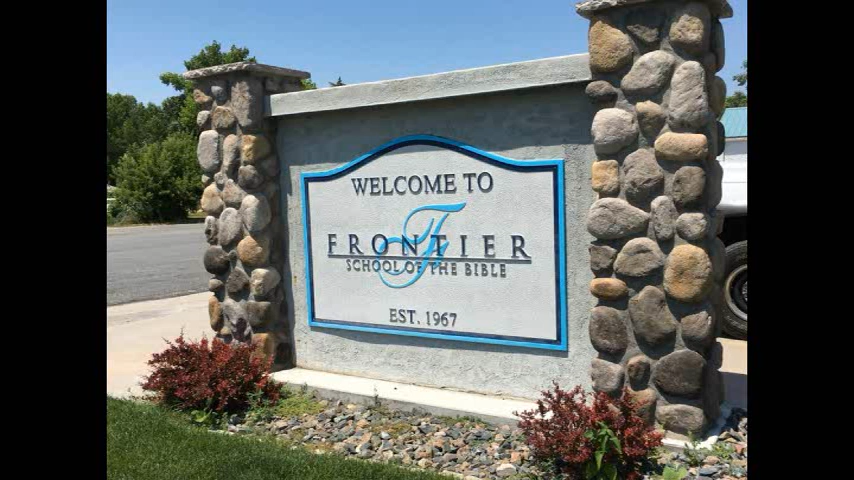 WELCOME TO
F
FRONTIER
SCHOOL OF THE BIBLE
EST. 1967